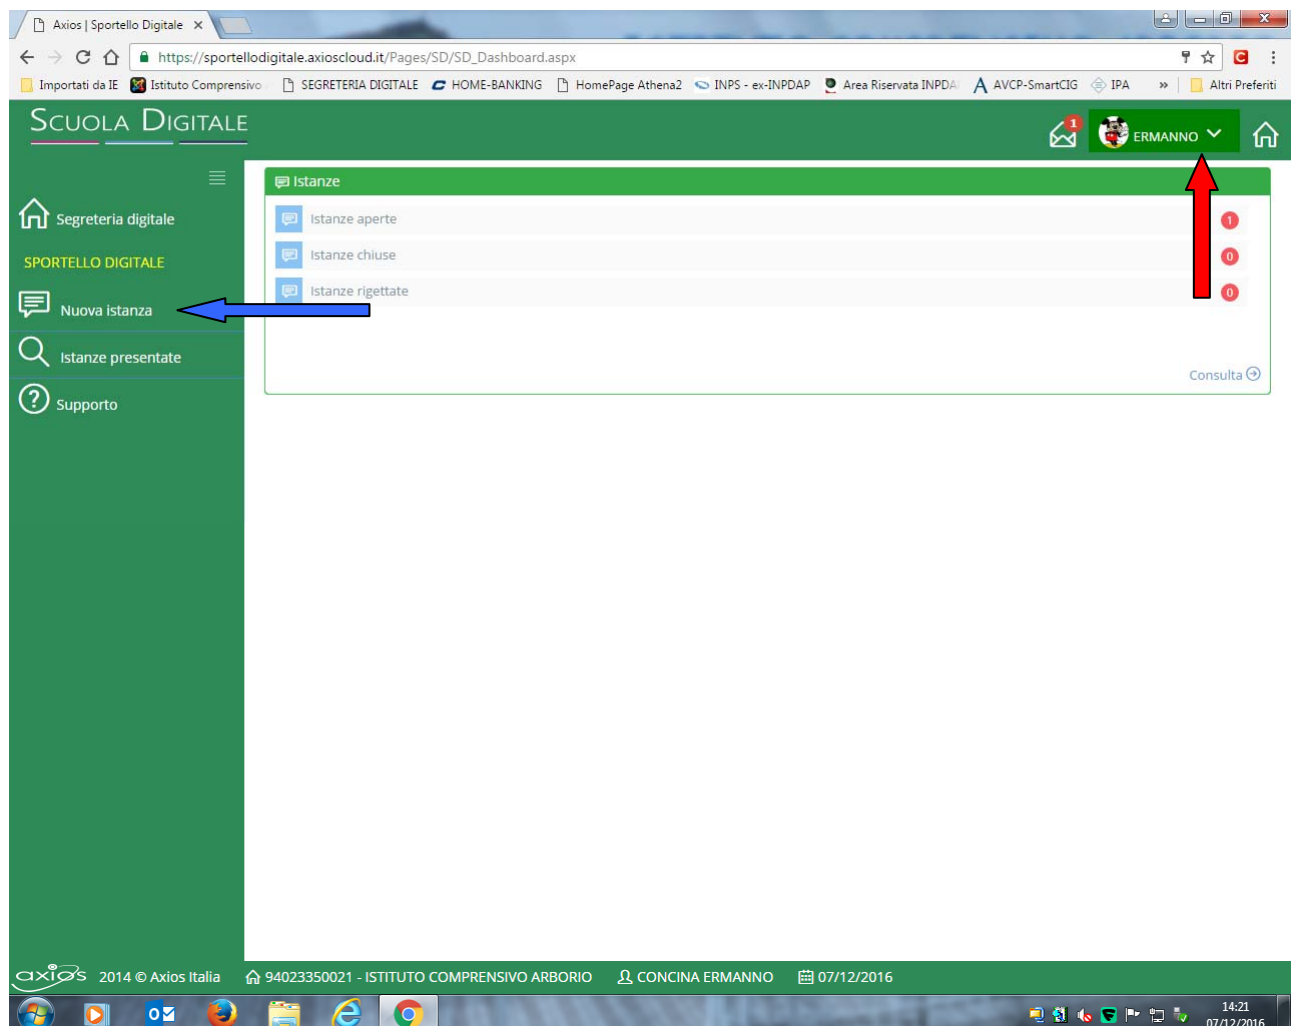 Axios | Sportello Digitale
https://sportellodigitale.axioscloud.it/Pages/SD/SD_Dashboard.aspx
Importati da IE Istituto Comprensivo SEGRETERIA DIGITALE HOME-BANKING HomePage Athena2 INPS - ex-INPDAP Area Riservata INPDA AVCP-SmartCIG IPA » Altri Preferiti
SCUOLA DIGITALE
1
ERMANNO
Istanze
Segreteria digitale
Istanze aperte 1
SPORTELLO DIGITALE
Istanze chiuse 0
Istanze rigettate 0
Nuova istanza
Istanze presentate
Consulta
Supporto
axios 2014 © Axios Italia 94023350021 - ISTITUTO COMPRENSIVO ARBORIO CONCINA ERMANNO 07/12/2016
14:21
07/12/2016